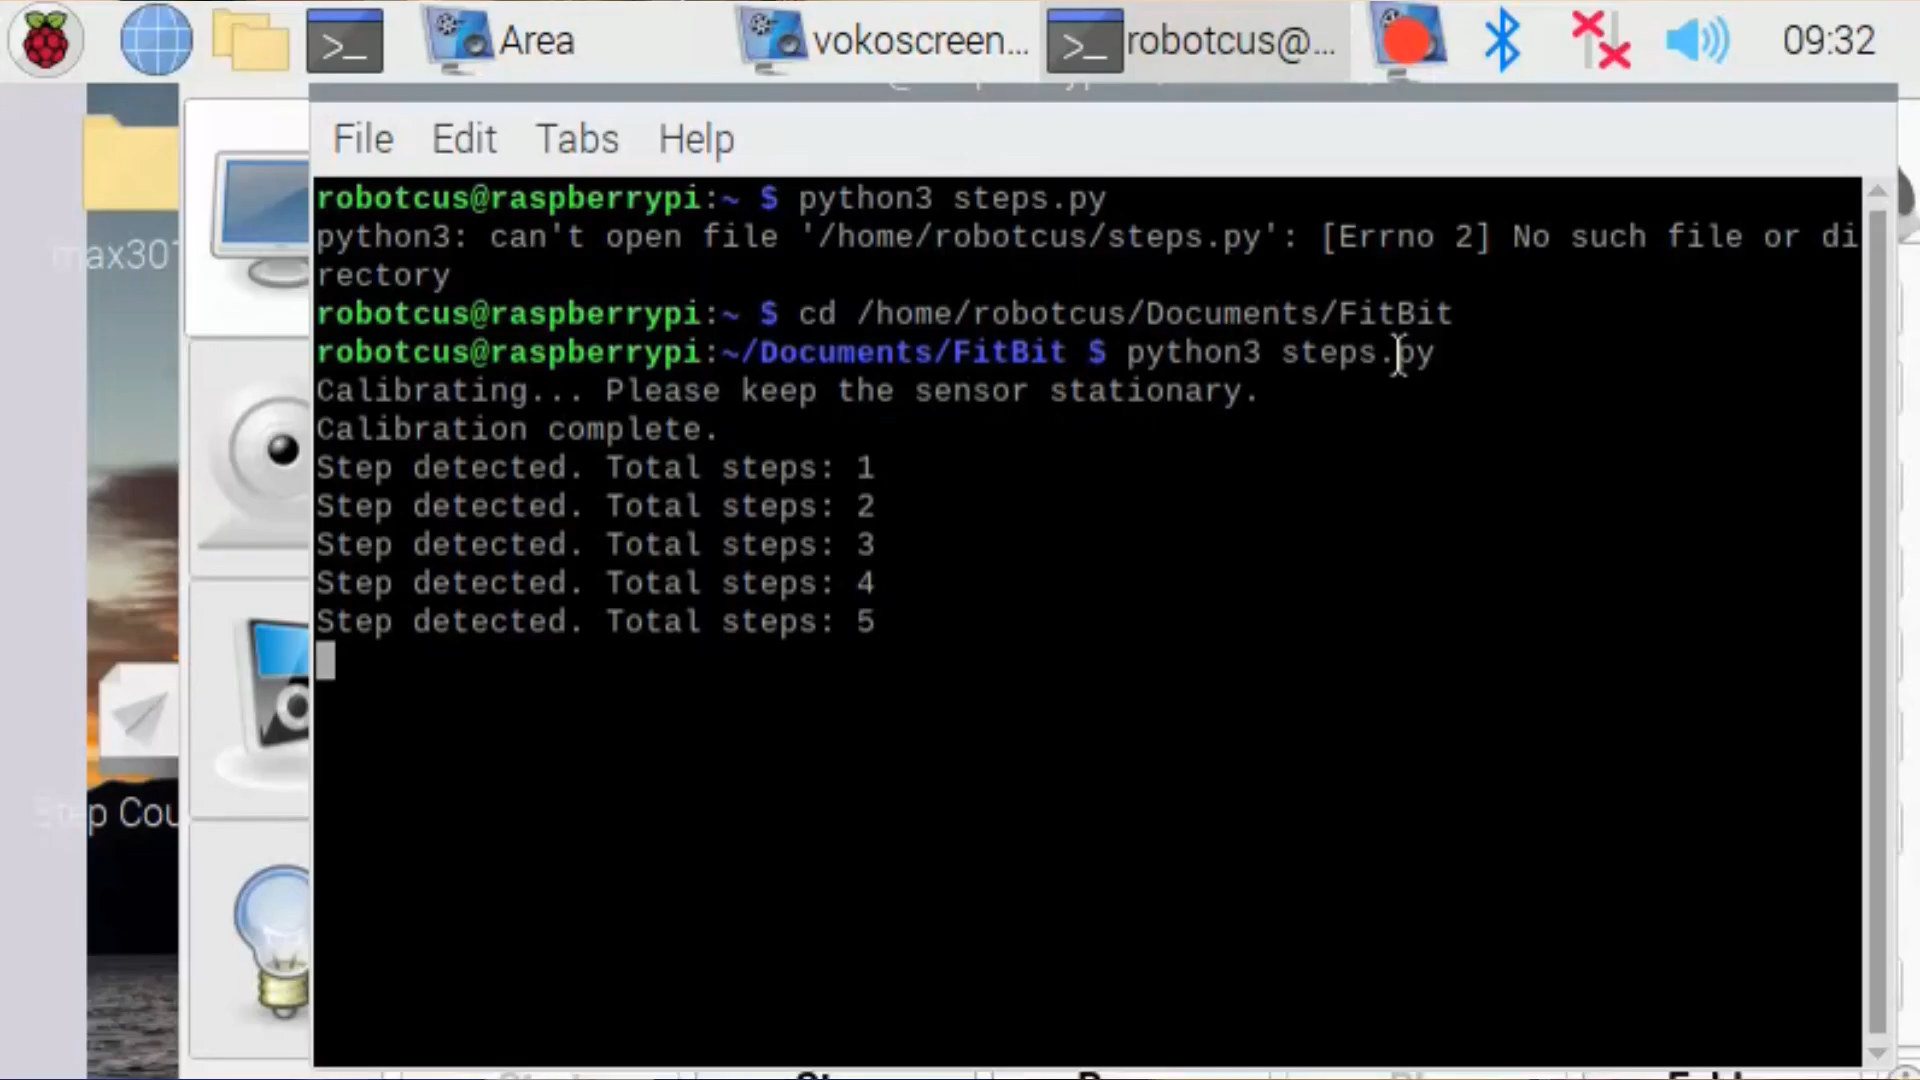 Area
vokoscreen...
robotcus@...
09:32
File Edit Tabs Help
robotcus@raspberrypi:~ $ python3 steps.py
python3: can't open file '/home/robotcus/steps.py': [Errno 2] No such file or di
rectory
robotcus@raspberrypi:~ $ cd /home/robotcus/Documents/FitBit
robotcus@raspberrypi:~/Documents/FitBit $ python3 steps.py
Calibrating... Please keep the sensor stationary.
Calibration complete.
Step detected. Total steps: 1
Step detected. Total steps: 2
Step detected. Total steps: 3
Step detected. Total steps: 4
Step detected. Total steps: 5
max301
Step Cou